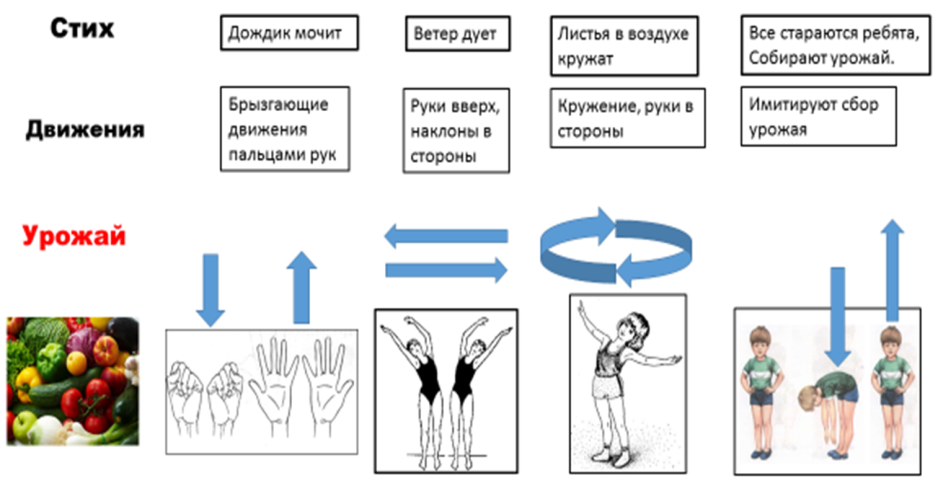 Стих
Дождик мочит
Ветер дует
Листья в воздухе
кружат
Все стараются ребята,
Собирают урожай.
Движения
Брызгающие
движения
пальцами рук
Руки вверх,
наклоны в
стороны
Кружение, руки в
стороны
Имитируют сбор
урожая
Урожай